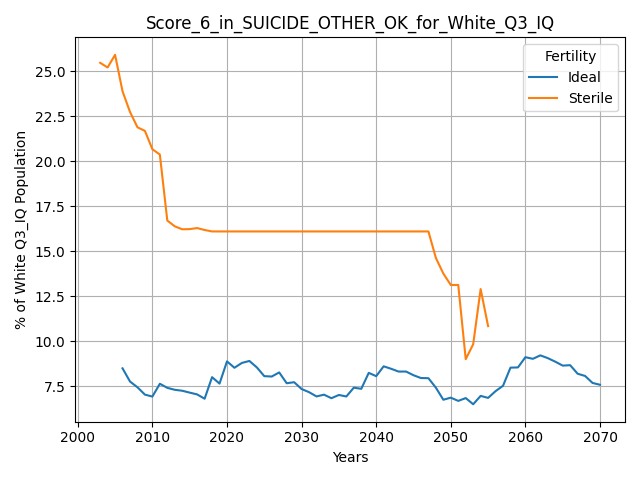 Score_6_in_SUICIDE_OTHER_OK_for_White_Q3_IQ
Fertility
Ideal
Sterile
% of White Q3_IQ Population
25.0
22.5
20.0
17.5
15.0
12.5
10.0
7.5
2000 2010 2020 2030 2040 2050 2060 2070
Years